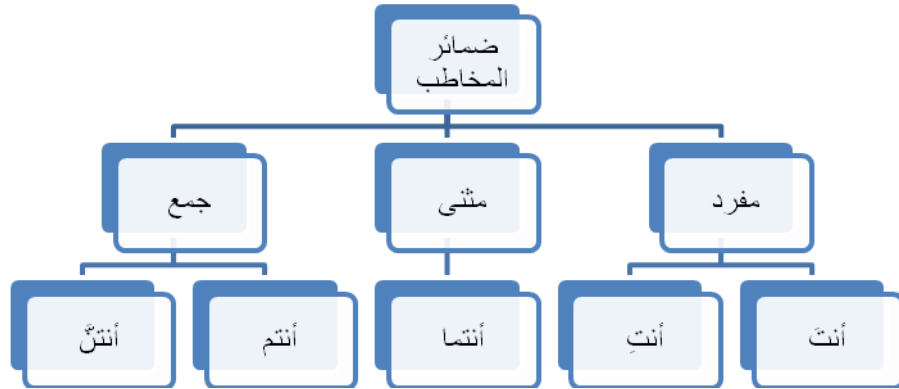 ضمائر
المخاطب
مفرد
مثنى
جمع
أنتَ
أنتِ
أنتما
أنتم
أنتنَّ